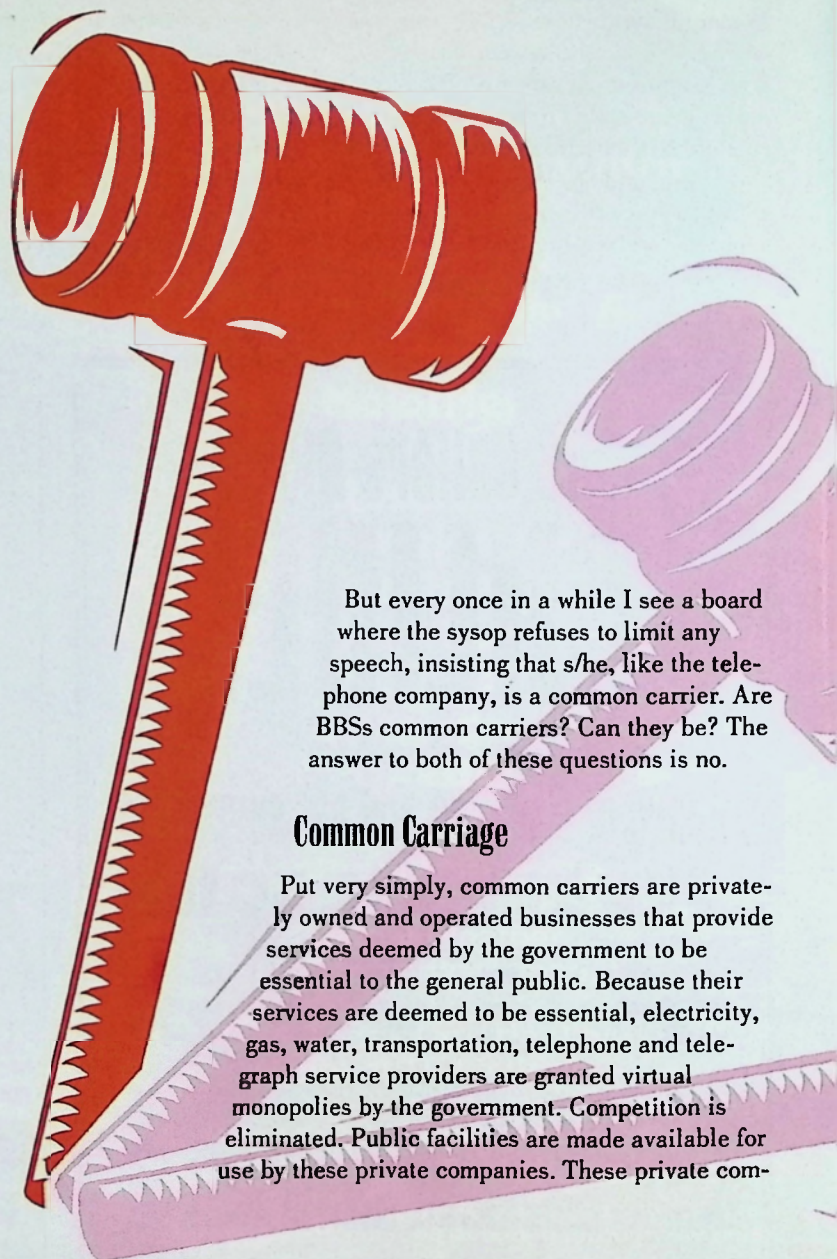 But every once in a while I see a board
where the sysop refuses to limit any
speech, insisting that s/he, like the tele-
phone company, is a common carrier. Are
BBSs common carriers? Can they be? The
answer to both of these questions is no.
Common Carriage
Put very simply, common carriers are private-
ly owned and operated businesses that provide
services deemed by the government to be
essential to the general public. Because their
services are deemed to be essential, electricity,
gas, water, transportation, telephone and tele-
graph service providers are granted virtual
monopolies by the government. Competition is
eliminated. Public facilities are made available for
use by these private companies. These private com-